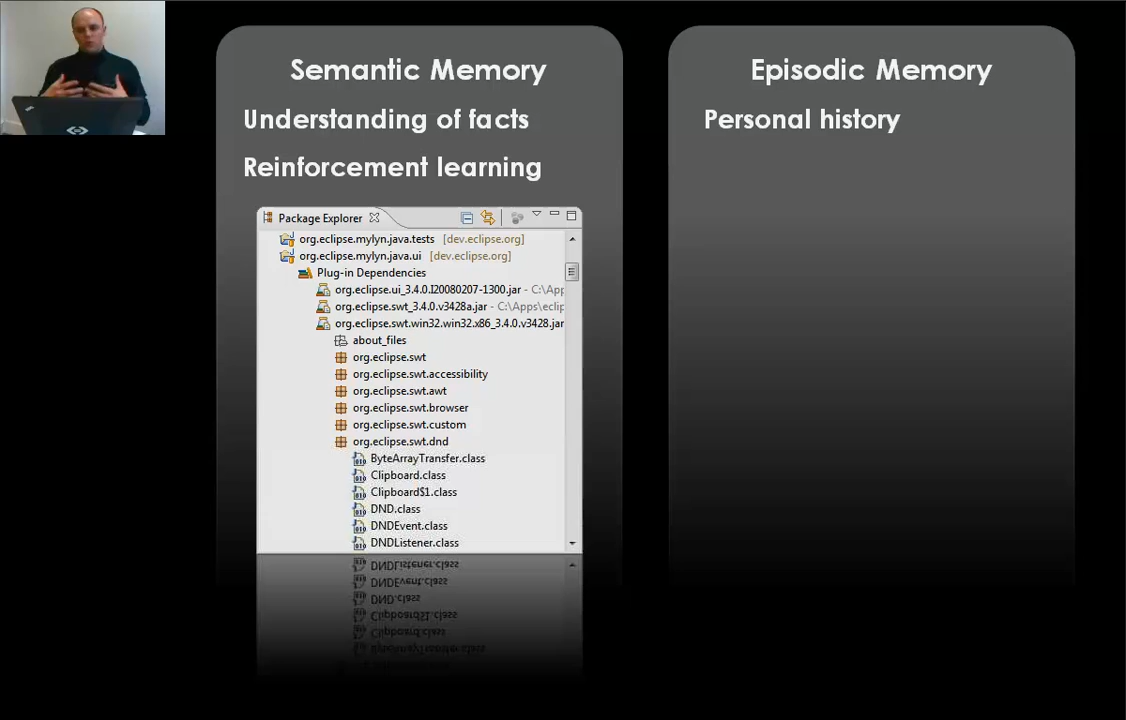 Semantic Memory
Understanding of facts
Reinforcement learning
Package Explorer
org.eclipse.mylyn.java.tests [dev.eclipse.org]
org.eclipse.mylyn.java.ui [dev.eclipse.org]
Plug-in Dependencies
org.eclipse.ui_3.4.0.I20080207-1300.jar - C:\App
org.eclipse.swt_3.4.0.v3428a.jar - C:\Apps\eclip
org.eclipse.swt.win32.win32.x86_3.4.0.v3428.jar
about_files
org.eclipse.swt
org.eclipse.swt.accessibility
org.eclipse.swt.awt
org.eclipse.swt.browser
org.eclipse.swt.custom
org.eclipse.swt.dnd
ByteArrayTransfer.class
Clipboard.class
Clipboard$1.class
DND.class
DNDEvent.class
DNDListener.class
Episodic Memory
Personal history